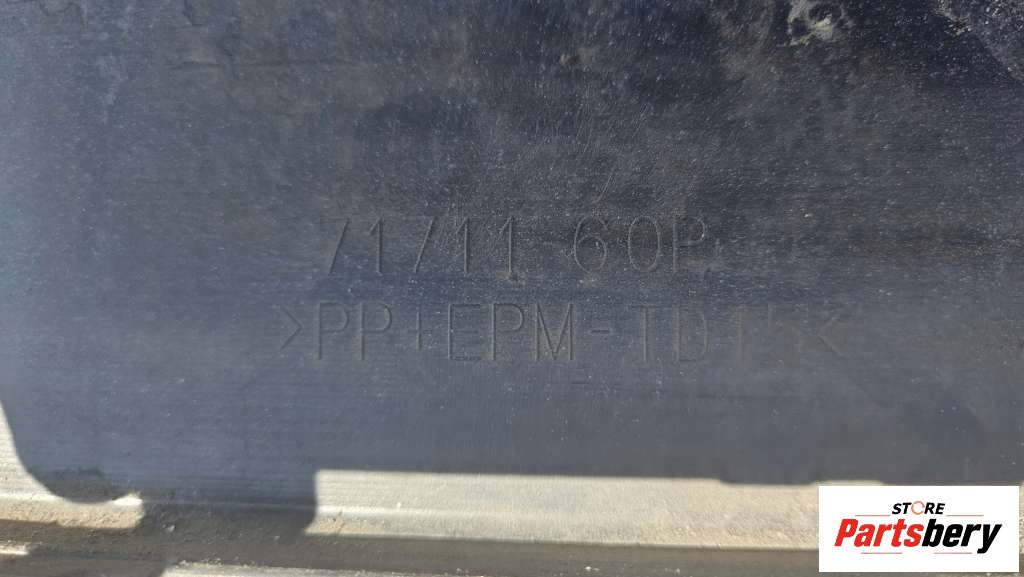 71711 60P
>PP+EPM-TD15<
STORE
Partsbery